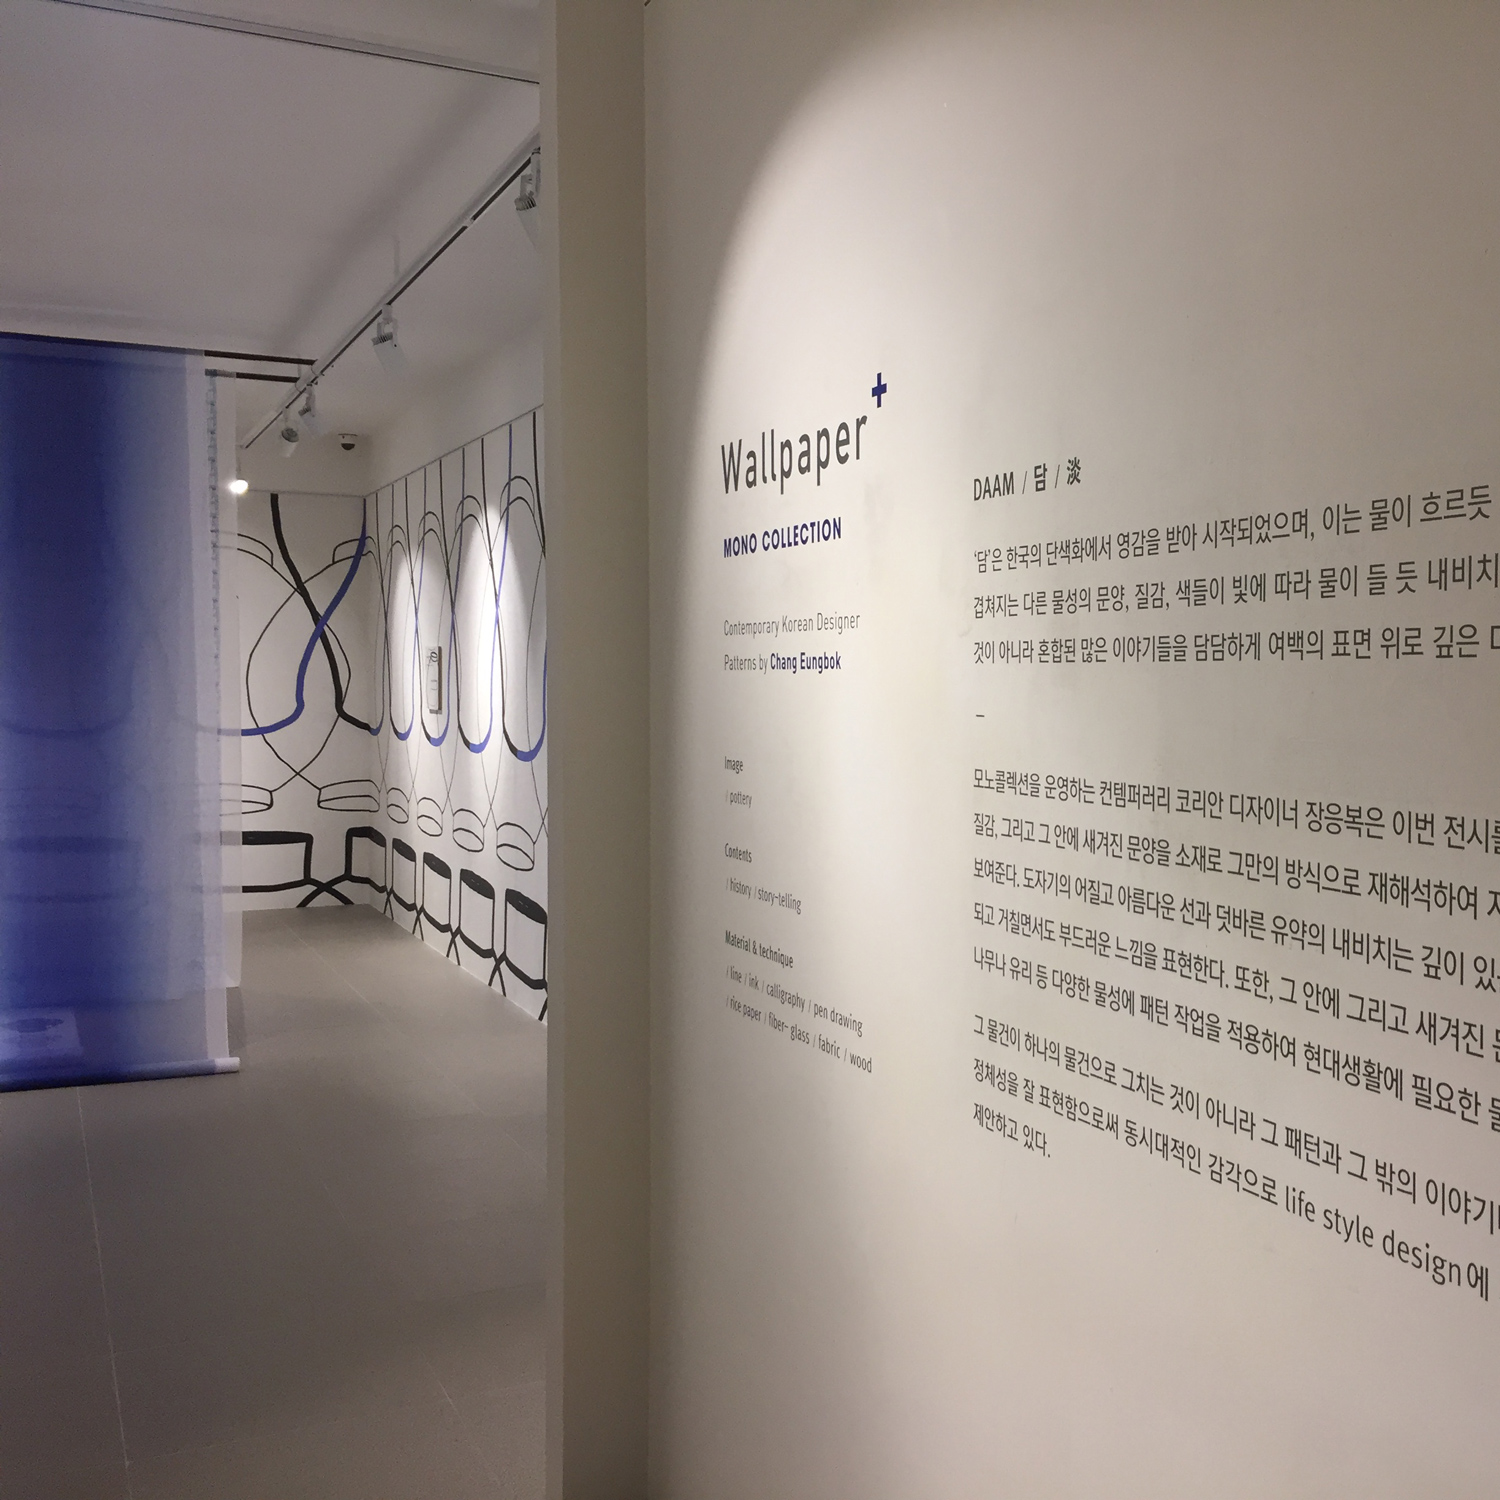 Wallpaper+
MONO COLLECTION
Contemporary Korean Designer
Patterns by Chang Eungbok
Image
/ pottery
Contents
/ history / story-telling
Material & technique
/ line / ink / calligraphy / pen drawing
/ rice paper / fiber-glass / fabric / wood
DAAM / 담 / 淡
‘담’은 한국의 단색화에서 영감을 받아 시작되었으며, 이는 물이 흐르듯
겹쳐지는 다른 물성의 문양, 질감, 색들이 빛에 따라 물이 들 듯 내비치
것이 아니라 혼합된 많은 이야기들을 담담하게 여백의 표면 위로 깊은
–
모노콜렉션을 운영하는 컨템퍼러리 코리안 디자이너 장응복은 이번 전시를
질감, 그리고 그 안에 새겨진 문양을 소재로 그만의 방식으로 재해석하여
보여준다. 도자기의 어질고 아름다운 선과 덧바른 유약의 내비치는 깊이 있
되고 거칠면서도 부드러운 느낌을 표현한다. 또한, 그 안에 그리고 새겨진
나무나 유리 등 다양한 물성에 패턴 작업을 적용하여 현대생활에 필요한
그 물건이 하나의 물건으로 그치는 것이 아니라 그 패턴과 그 밖의 이야기
정체성을 잘 표현함으로써 동시대적인 감각으로 life style design에
제안하고 있다.